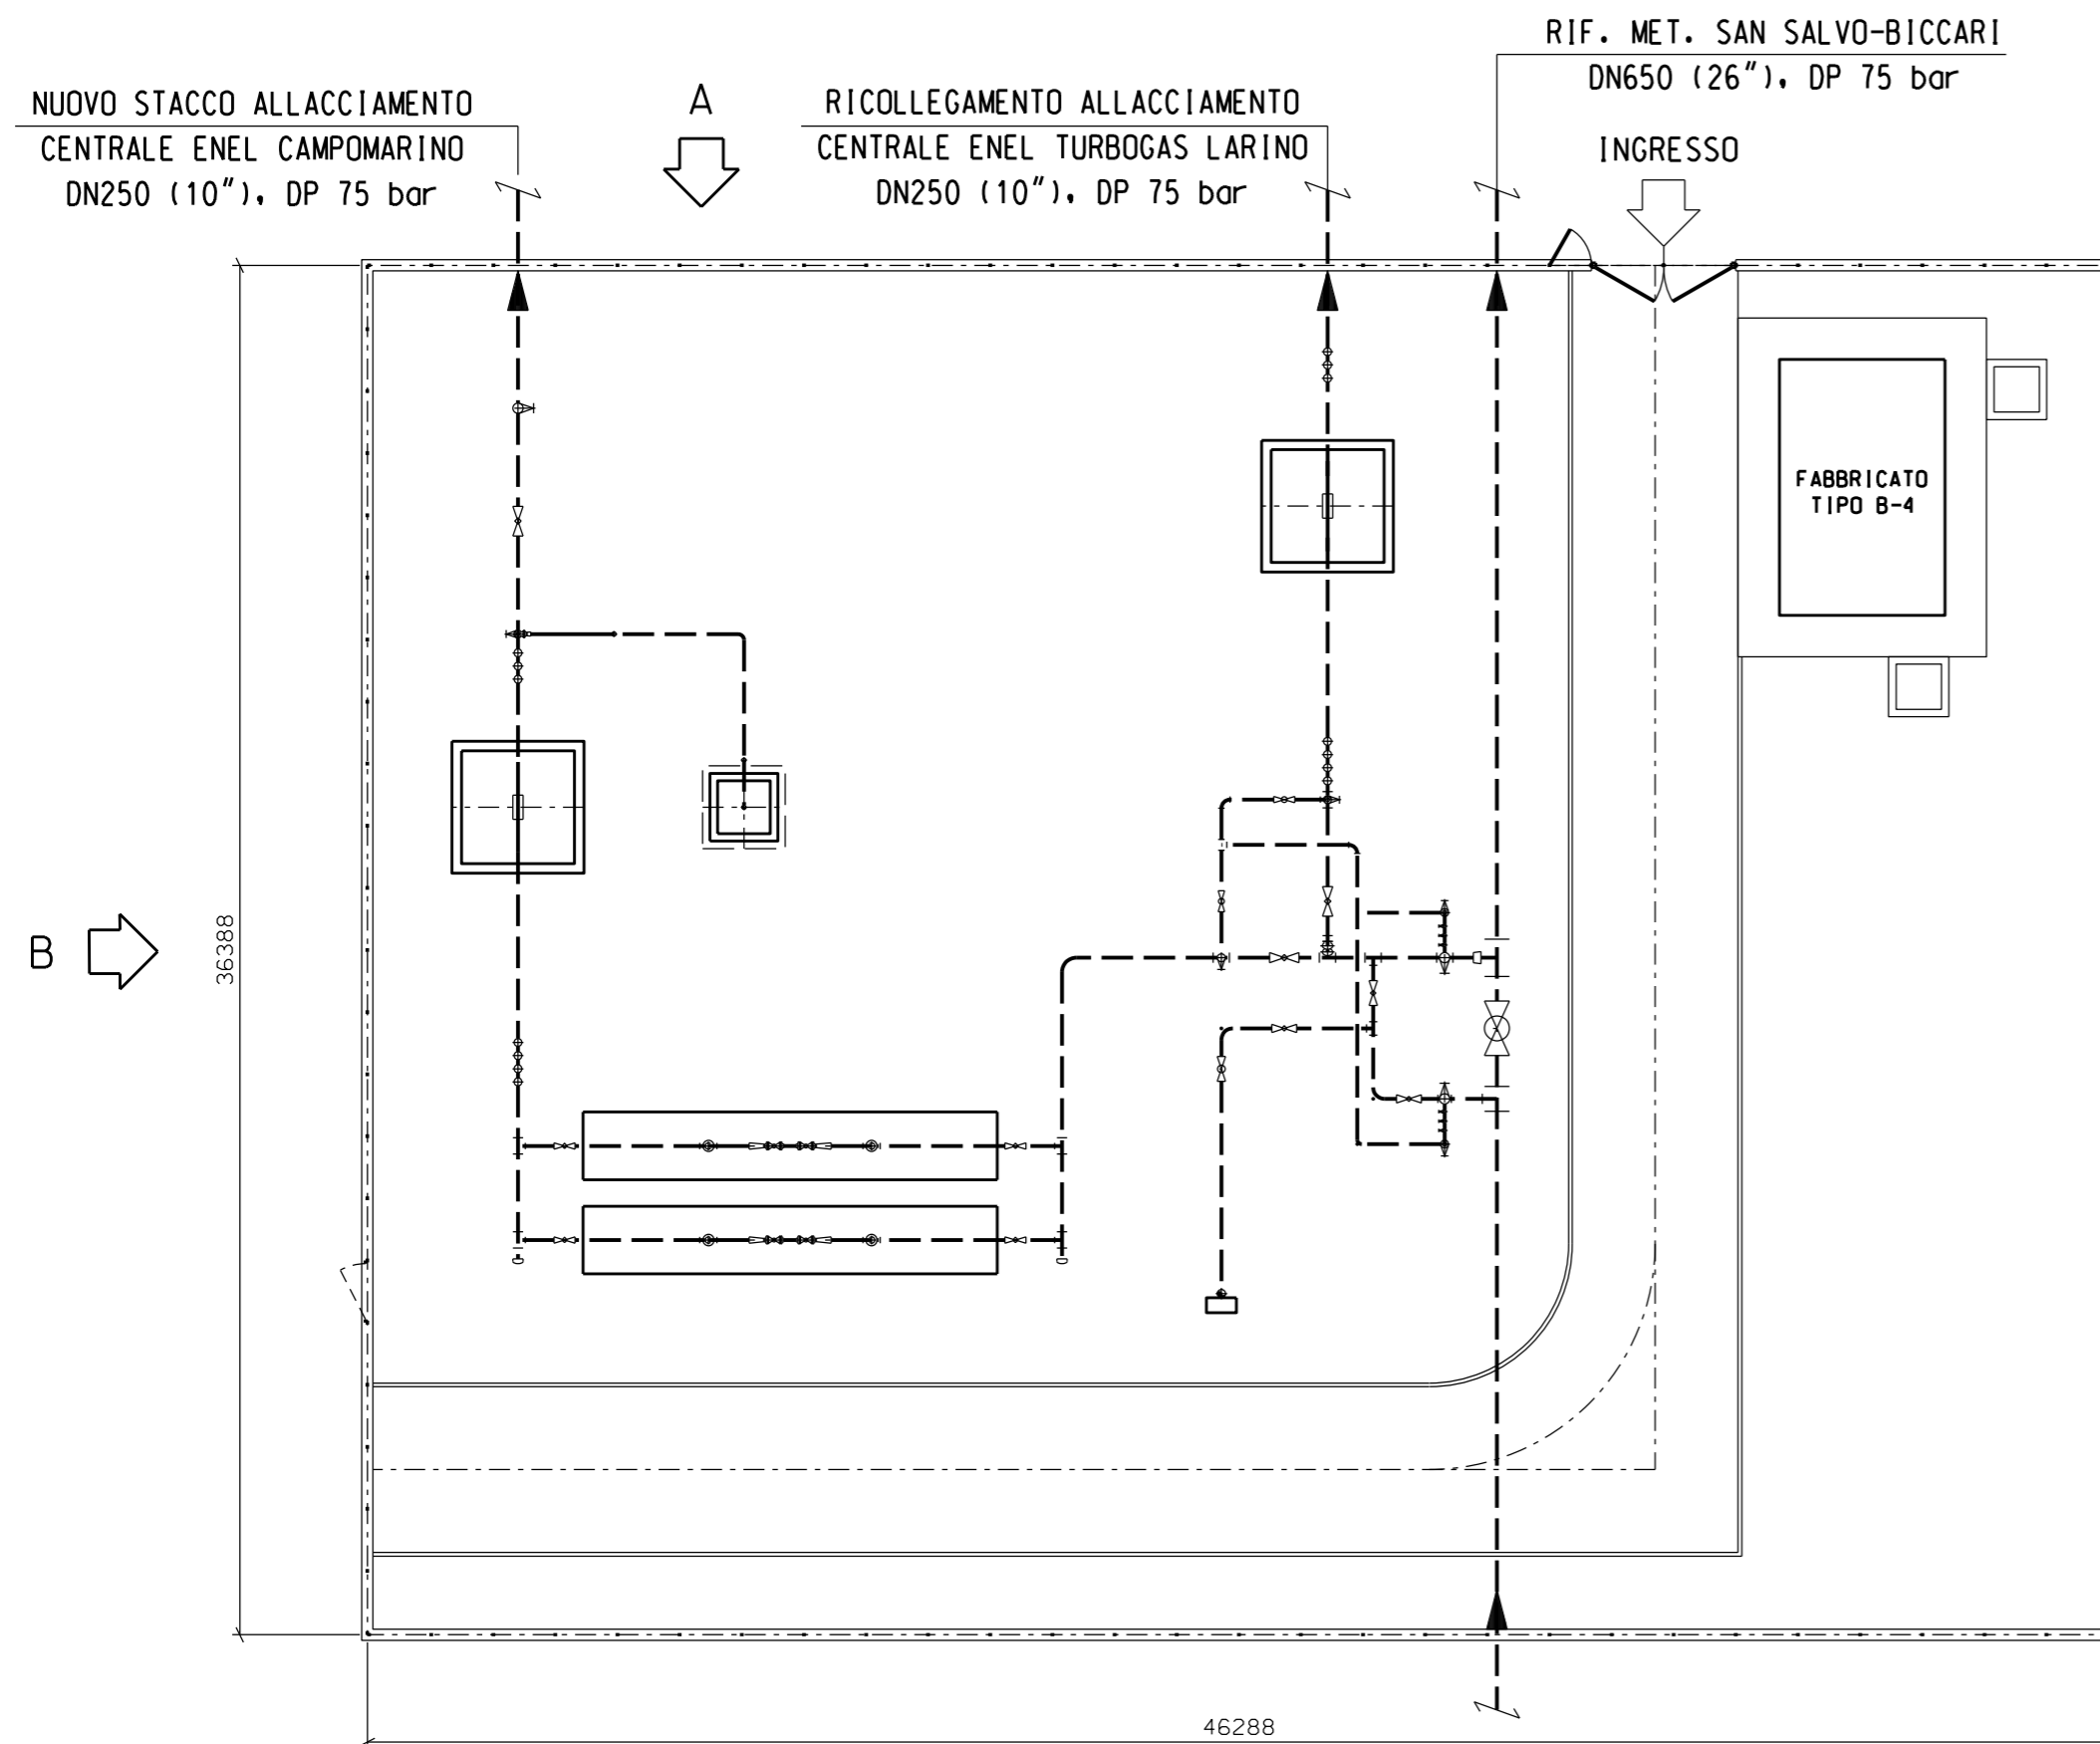 RIF. MET. SAN SALVO-BICCARI
DN650 (26"), DP 75 bar
NUOVO STACCO ALLACCIAMENTO
CENTRALE ENEL CAMPOMARINO
DN250 (10"), DP 75 bar
A
RICOLLEGAMENTO ALLACCIAMENTO
CENTRALE ENEL TURBOGAS LARINO
DN250 (10"), DP 75 bar
INGRESSO
FABBRICATO
TIPO B-4
B
36388
46288